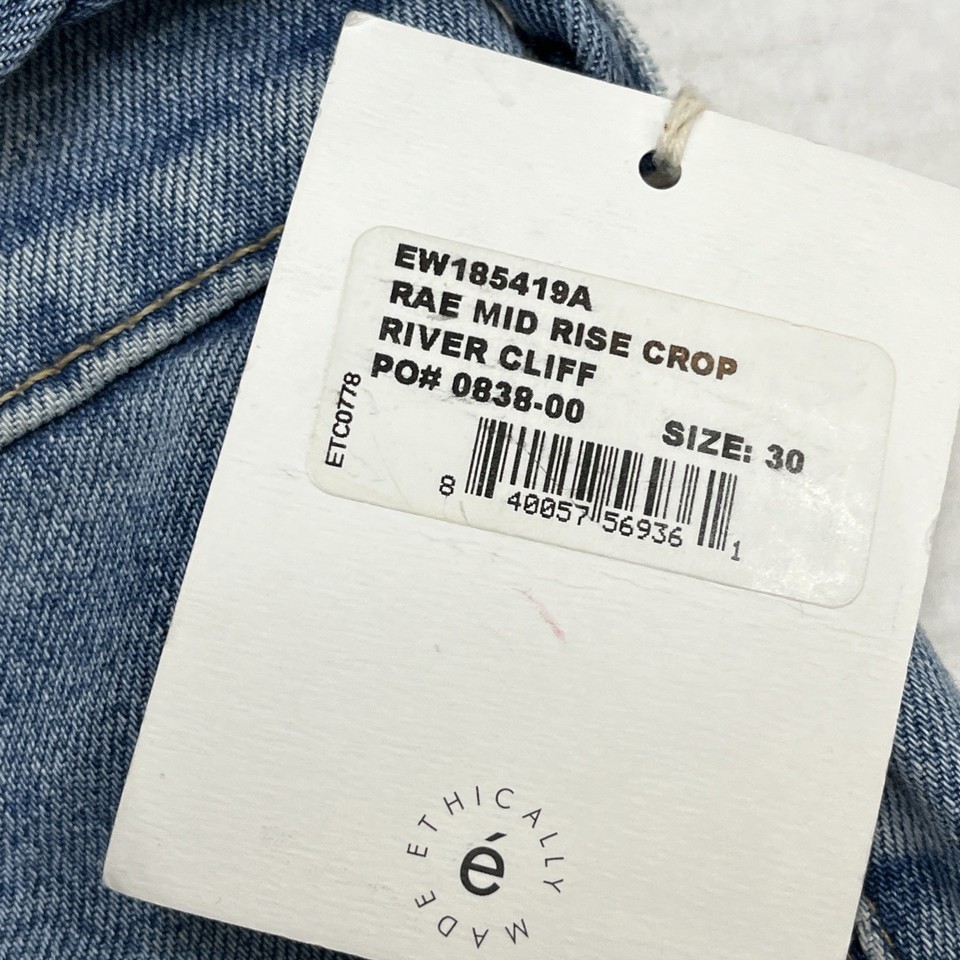 EW185419A
RAE MID RISE CROP
RIVER CLIFF
PO# 0838-00
SIZE: 30
ETC0778
8 40057 56936 1
ETHICALLY MADE
é